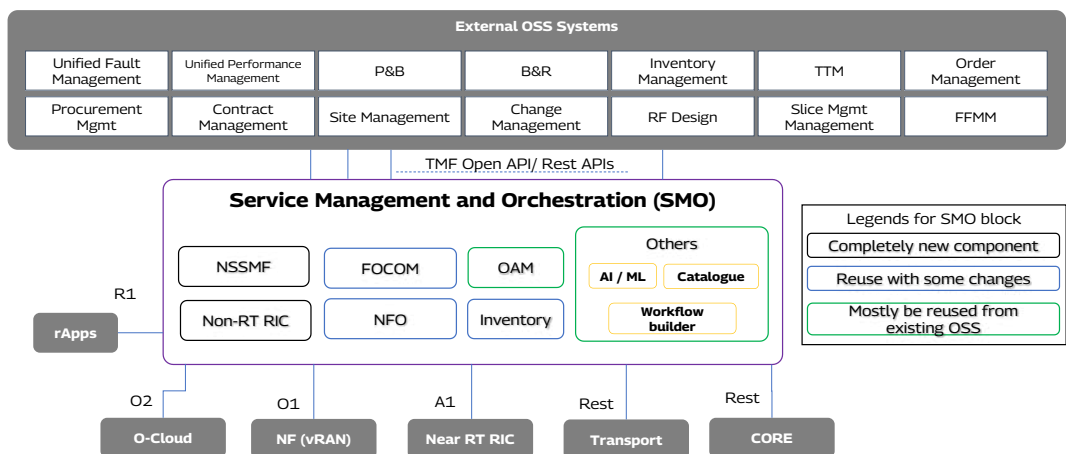 External OSS Systems
Unified Fault
Management
Unified Performance
Management
P&B
B&R
Inventory
Management
TTM
Order
Management
Procurement
Mgmt
Contract
Management
Site Management
Change
Management
RF Design
Slice Mgmt
Management
FFMM
TMF Open API/ Rest APIs
Service Management and Orchestration (SMO)
NSSMF
FOCOM
OAM
Others
AI / ML
Catalogue
Non-RT RIC
NFO
Inventory
Workflow
builder
Legends for SMO block
Completely new component
Reuse with some changes
Mostly be reused from
existing OSS
R1
rApps
O2
O1
A1
Rest
Rest
O-Cloud
NF (vRAN)
Near RT RIC
Transport
CORE